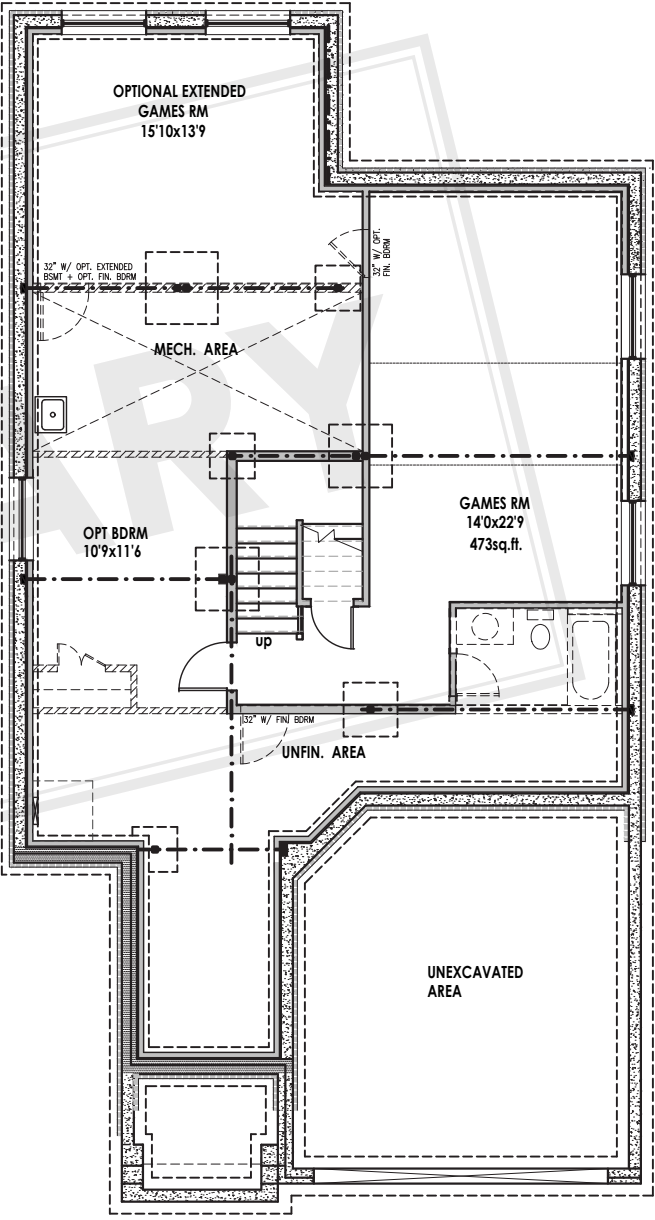 OPTIONAL EXTENDED
GAMES RM
15'10x13'9
32" W/ OPT. EXTENDED
BSMT + OPT. FIN. BDRM
32" W/ OPT.
FIN. BDRM
MECH. AREA
ARY
GAMES RM
14'0x22'9
473sq.ft.
OPT BDRM
10'9x11'6
up
32" W/ FIN BDRM
UNFIN. AREA
UNEXCAVATED
AREA